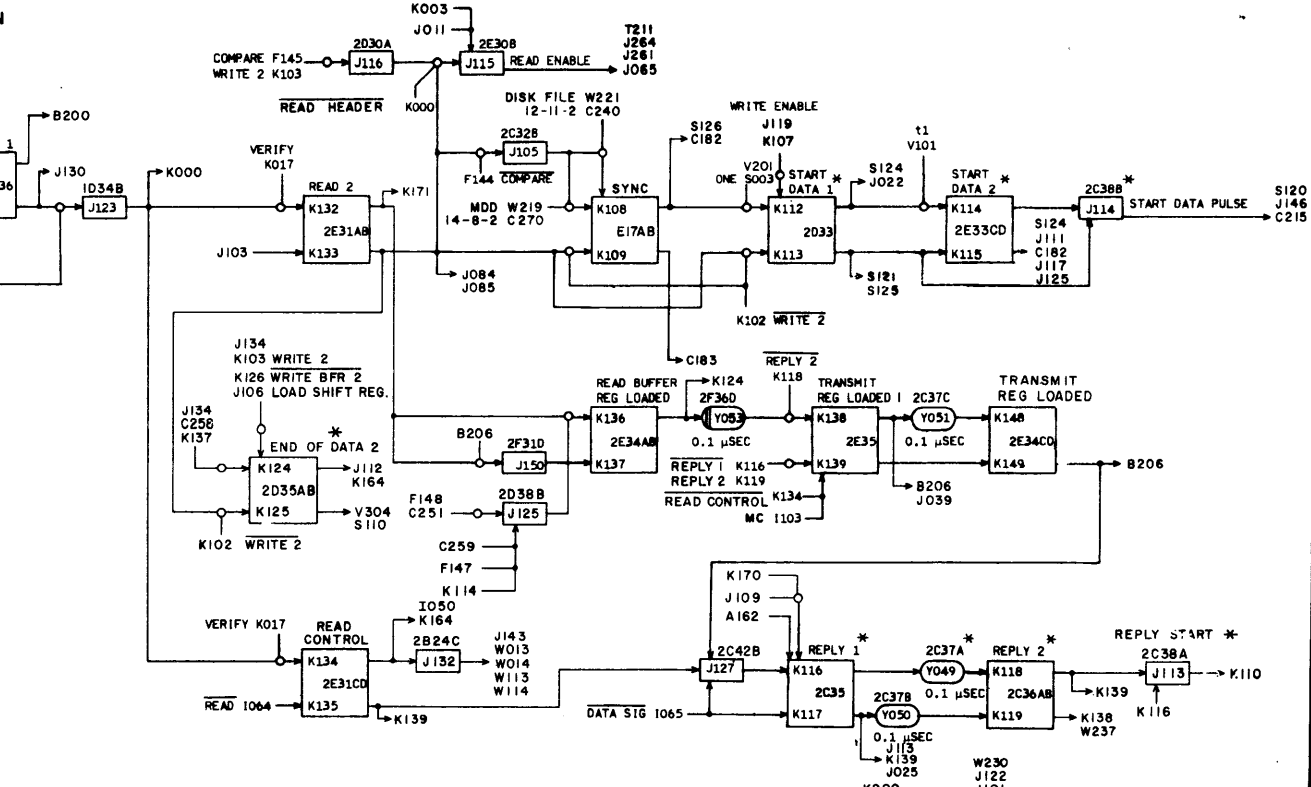 N
K003
J011
T211
J264
J261
J065
2D30A
2E30B
COMPARE F145
WRITE 2 K103
J116
J115
READ ENABLE
READ HEADER
K000
DISK FILE W221
12-11-2 C240
WRITE ENABLE
J119
K107
B200
1
36
J130
1D34B
J123
K000
VERIFY
K017
READ 2
K132
2E31AB
K133
J103
K171
2C32B
J105
F144 COMPARE
MDD W219
14-8-2 C270
SYNC
K108
E17AB
K109
S126
C182
V201
ONE S003
START
DATA 1 *
K112
2D33
K113
S124
J022
t1
V101
START
DATA 2 *
K114
2E33CD
K115
2C38B *
J114
START DATA PULSE
S120
J146
C215
S124
J111
C182
J117
J125
S121
S125
J084
J085
K102 WRITE 2
C183
J134
K103 WRITE 2
K126 WRITE BFR 2
J106 LOAD SHIFT REG.
J134
C258
K137
END OF DATA 2 *
K124
2D35AB
K125
J112
K164
V304
S110
K102 WRITE 2
B206
2F31D
J150
READ BUFFER
REG LOADED
K136
2E34AB
K137
K124
2F36D
Y053
0.1 µSEC
REPLY 2
K118
TRANSMIT
REG LOADED 1
K138
2E35
K139
2C37C
Y051
0.1 µSEC
TRANSMIT
REG LOADED
K148
2E34CD
K149
B206
REPLY 1 K116
REPLY 2 K119
K134
READ CONTROL
MC I103
B206
J039
F148
C251
2D38B
J125
C259
F147
K114
VERIFY K017
READ
CONTROL
K134
2E31CD
K135
READ I064
I050
K164
2B24C
J132
J143
W013
W014
W113
W114
K139
K170
J109
A162
2C42B
J127
DATA SIG I065
REPLY 1 *
K116
2C35
K117
2C37A *
Y049
0.1 µSEC
2C37B
Y050
0.1 µSEC
J113
K139
J025
REPLY 2 *
K118
2C36AB
K119
K139
K138
W237
REPLY START *
2C38A
J113
K110
K116
W230
J122